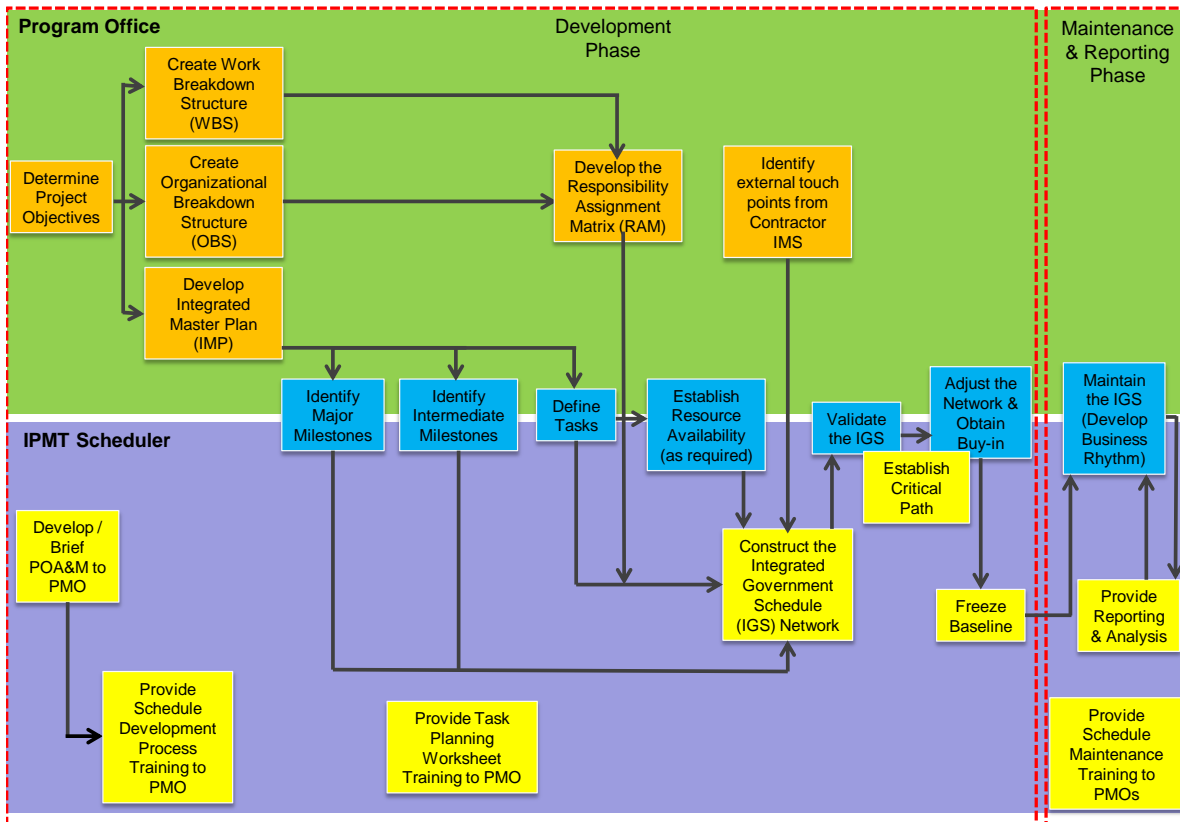 Program Office
Development
Phase
Maintenance
& Reporting
Phase
Create Work
Breakdown
Structure
(WBS)
Determine
Project
Objectives
Create
Organizational
Breakdown
Structure
(OBS)
Develop the
Responsibility
Assignment
Matrix (RAM)
Identify
external touch
points from
Contractor
IMS
Develop
Integrated
Master Plan
(IMP)
Identify
Major
Milestones
Identify
Intermediate
Milestones
Define
Tasks
Establish
Resource
Availability
(as required)
Validate
the IGS
Adjust the
Network &
Obtain
Buy-in
Maintain
the IGS
(Develop
Business
Rhythm)
IPMT Scheduler
Establish
Critical
Path
Develop /
Brief
POA&M to
PMO
Construct the
Integrated
Government
Schedule
(IGS) Network
Freeze
Baseline
Provide
Reporting
& Analysis
Provide
Schedule
Development
Process
Training to
PMO
Provide Task
Planning
Worksheet
Training to PMO
Provide
Schedule
Maintenance
Training to
PMOs